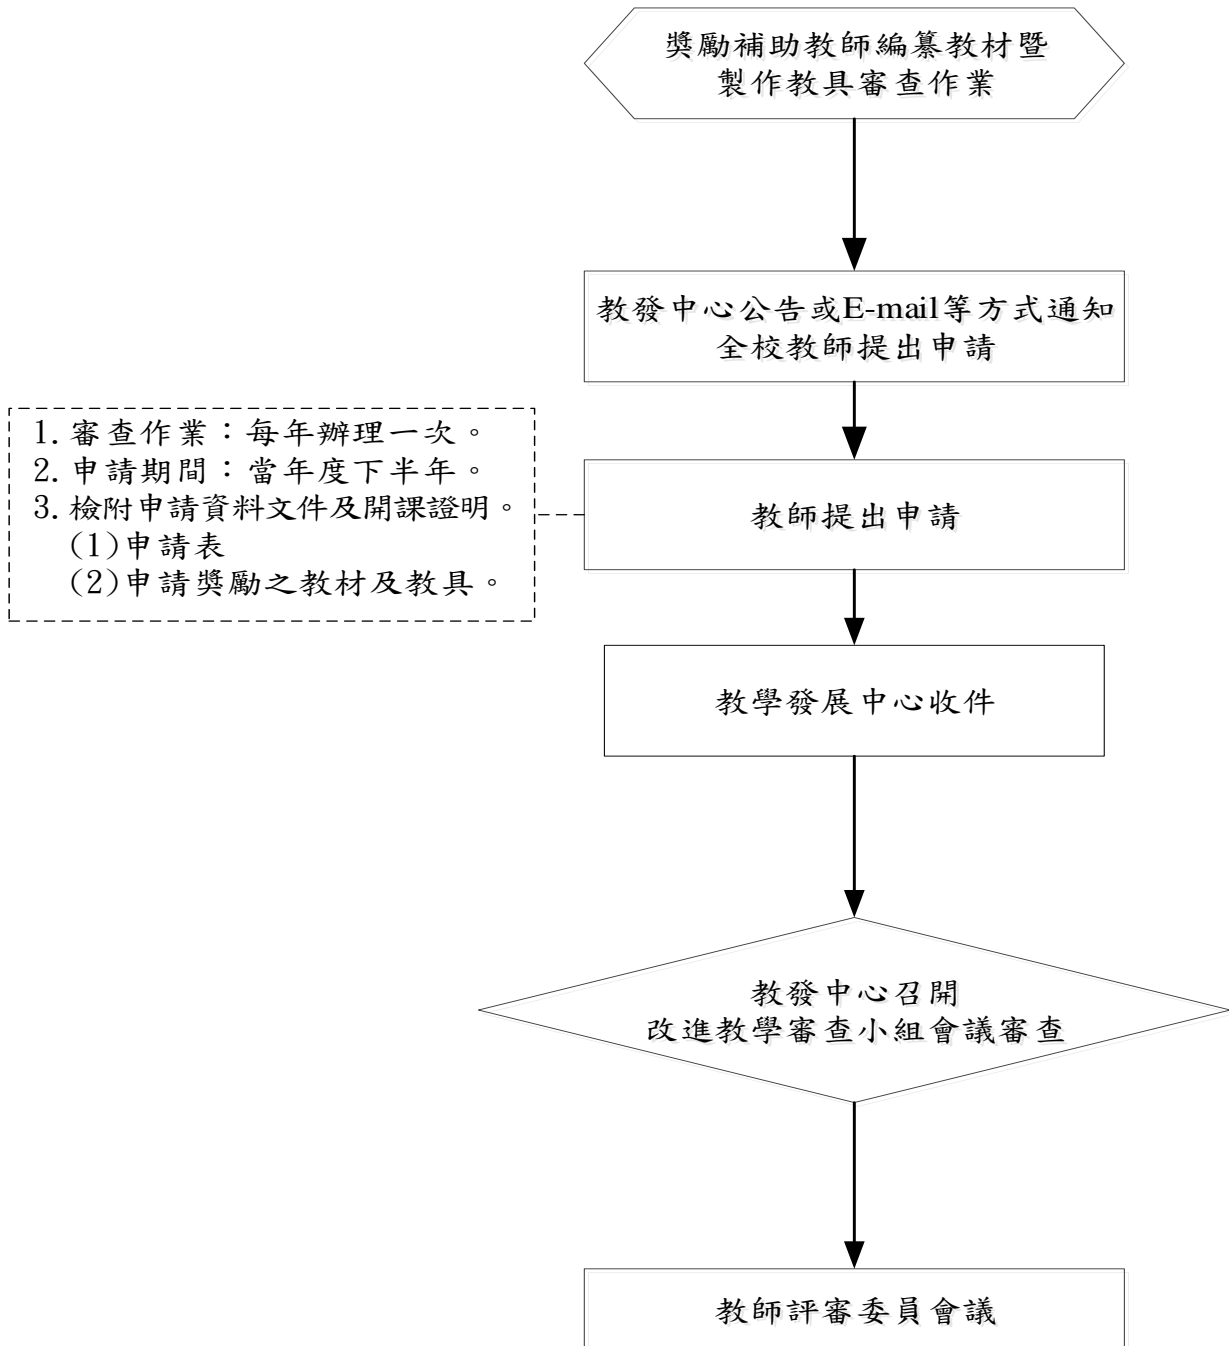 獎勵補助教師編纂教材暨
製作教具審查作業
教發中心公告或E-mail等方式通知
全校教師提出申請
1. 審查作業：每年辦理一次。
2. 申請期間：當年度下半年。
3. 檢附申請資料文件及開課證明。
(1)申請表
(2)申請獎勵之教材及教具。
教師提出申請
教學發展中心收件
教發中心召開
改進教學審查小組會議審查
教師評審委員會議